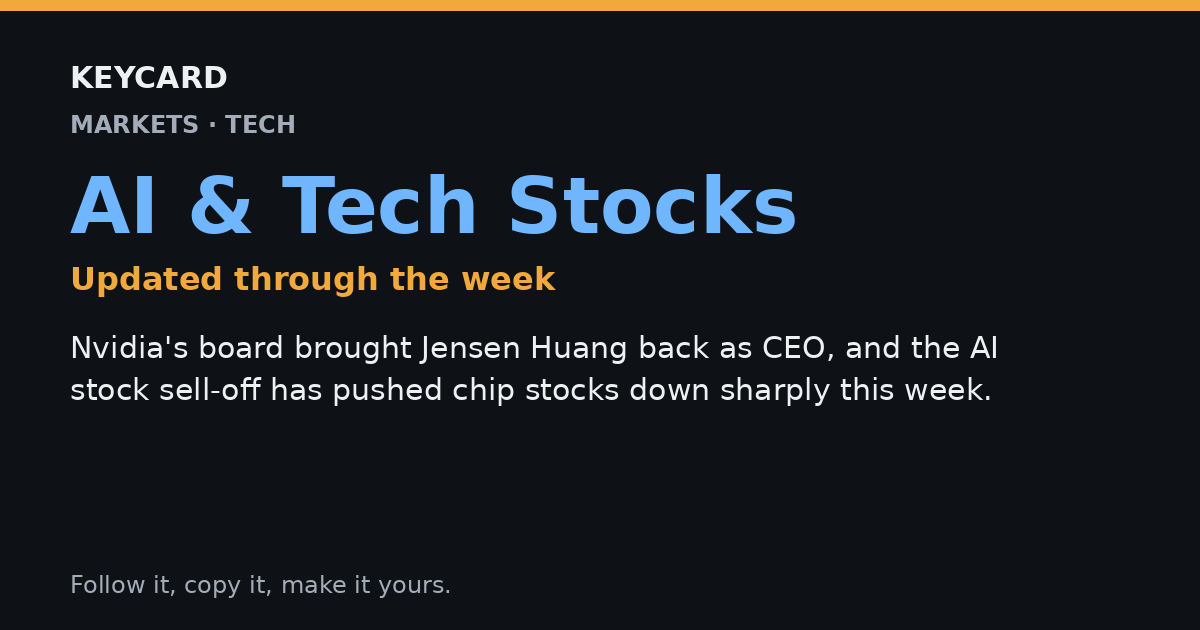 KEYCARD
MARKETS · TECH
AI & Tech Stocks
Updated through the week
Nvidia's board brought Jensen Huang back as CEO, and the AI
stock sell-off has pushed chip stocks down sharply this week.
Follow it, copy it, make it yours.